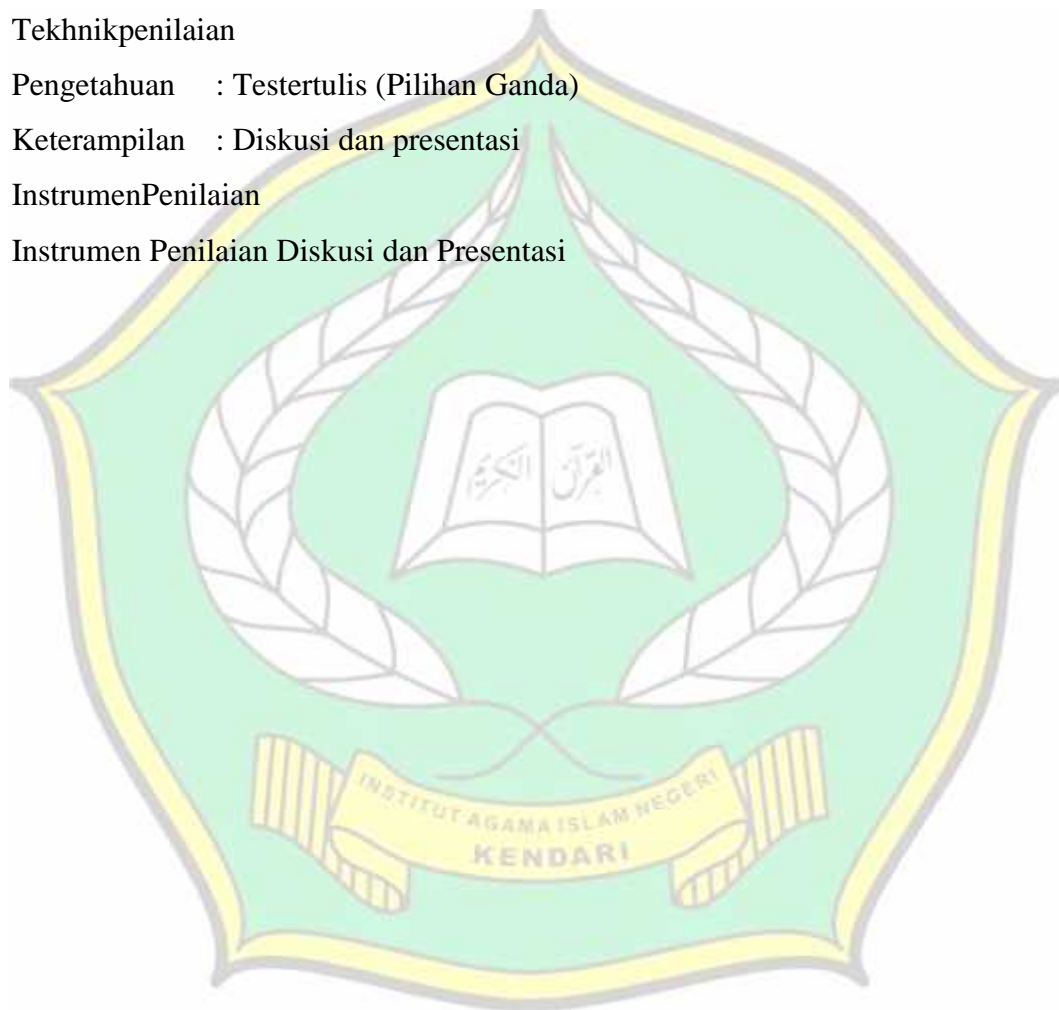 Tekhnikpenilaian
Pengetahuan : Testertulis (Pilihan Ganda)
Keterampilan : Diskusi dan presentasi
InstrumenPenilaian
Instrumen Penilaian Diskusi dan Presentasi
القرآن الكريم
INSTITUT AGAMA ISLAM NEGERI
KENDARI